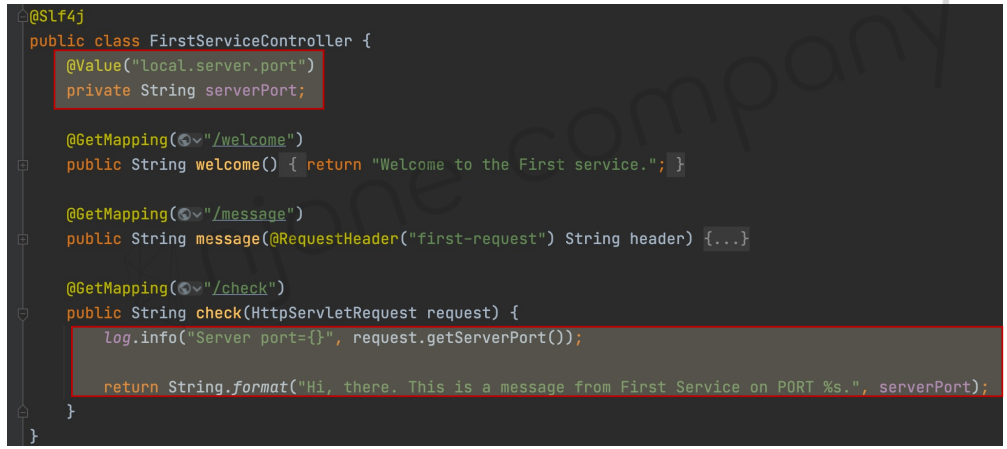 @Slf4j
public class FirstServiceController {
@Value("local.server.port")
private String serverPort;
@GetMapping("/welcome")
public String welcome() { return "Welcome to the First service."; }
@GetMapping("/message")
public String message(@RequestHeader("first-request") String header) {...}
@GetMapping("/check")
public String check(HttpServletRequest request) {
log.info("Server port={}", request.getServerPort());
return String.format("Hi, there. This is a message from First Service on PORT %s.", serverPort);
}
}
company